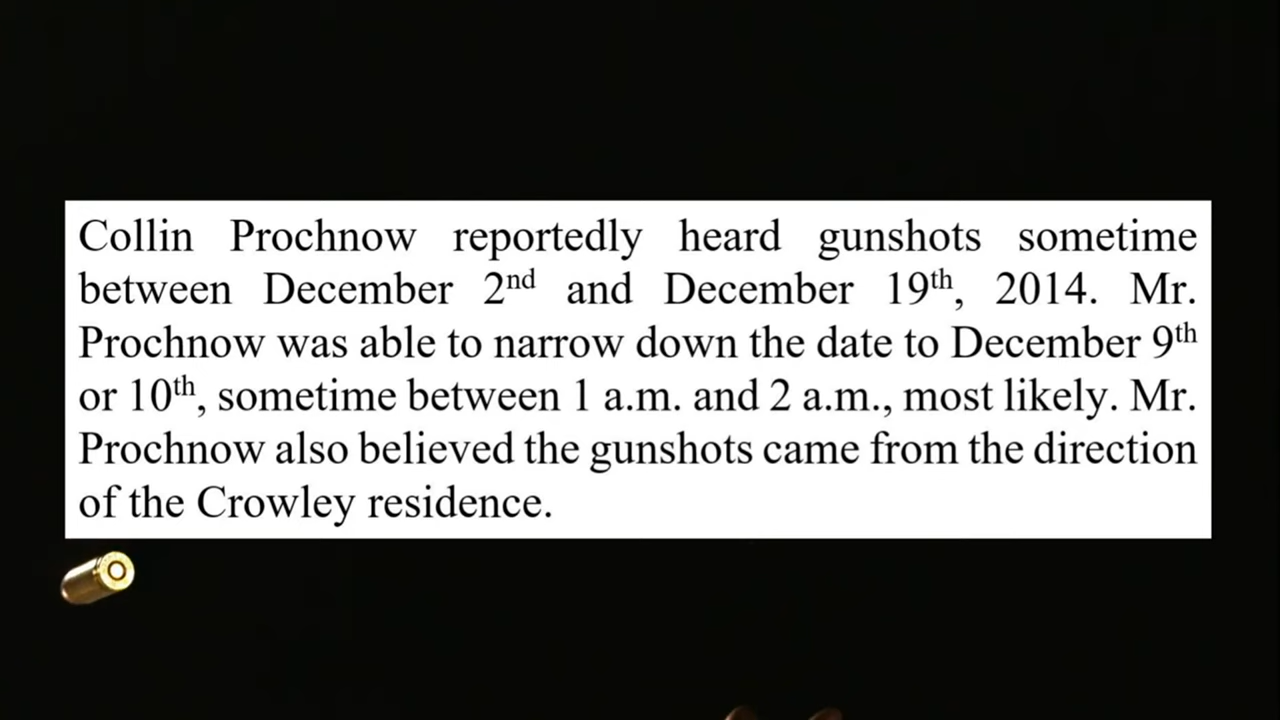 Collin Prochnow reportedly heard gunshots sometime
between December 2nd and December 19th, 2014. Mr.
Prochnow was able to narrow down the date to December 9th
or 10th, sometime between 1 a.m. and 2 a.m., most likely. Mr.
Prochnow also believed the gunshots came from the direction
of the Crowley residence.